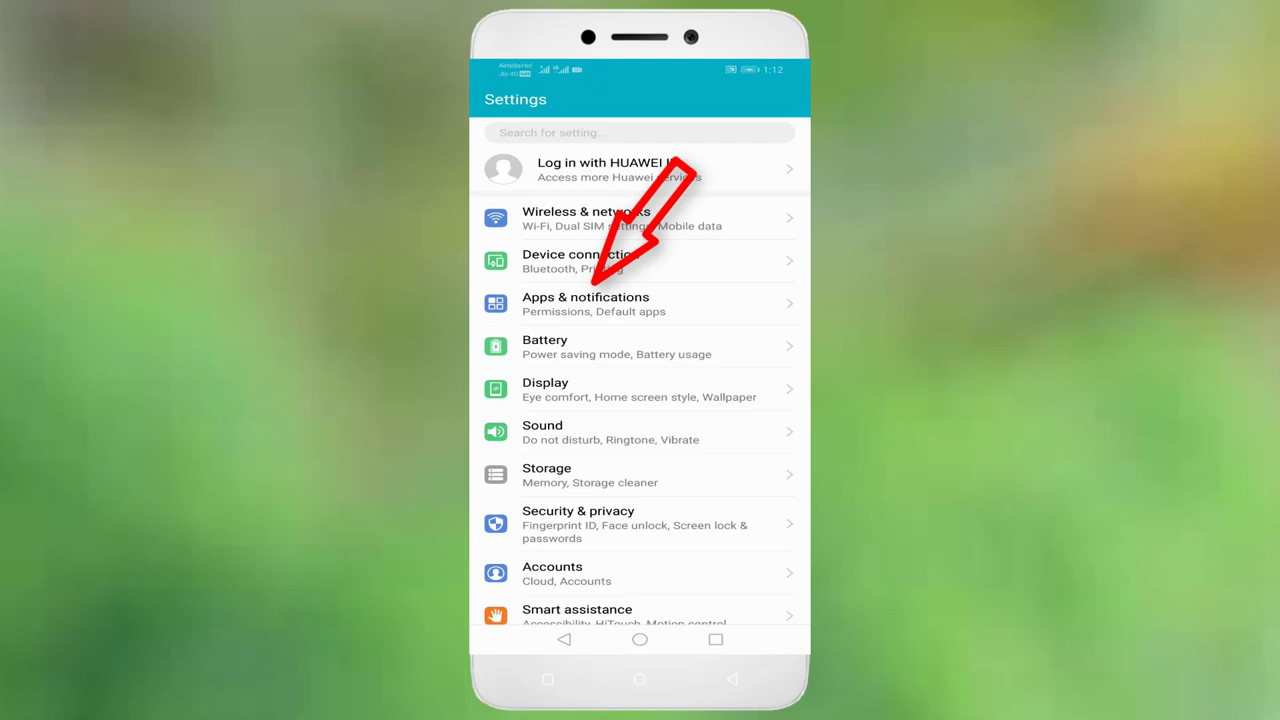 Airtel|airtel
Jio 4G VoWiFi
1:12
Settings
Search for setting...
Log in with HUAWEI I
Access more Huawei services
Wireless & networks
Wi-Fi, Dual SIM settings, Mobile data
Device connection
Bluetooth, Printing
Apps & notifications
Permissions, Default apps
Battery
Power saving mode, Battery usage
Display
Eye comfort, Home screen style, Wallpaper
Sound
Do not disturb, Ringtone, Vibrate
Storage
Memory, Storage cleaner
Security & privacy
Fingerprint ID, Face unlock, Screen lock &
passwords
Accounts
Cloud, Accounts
Smart assistance
Accessibility, HiTouch, Motion control